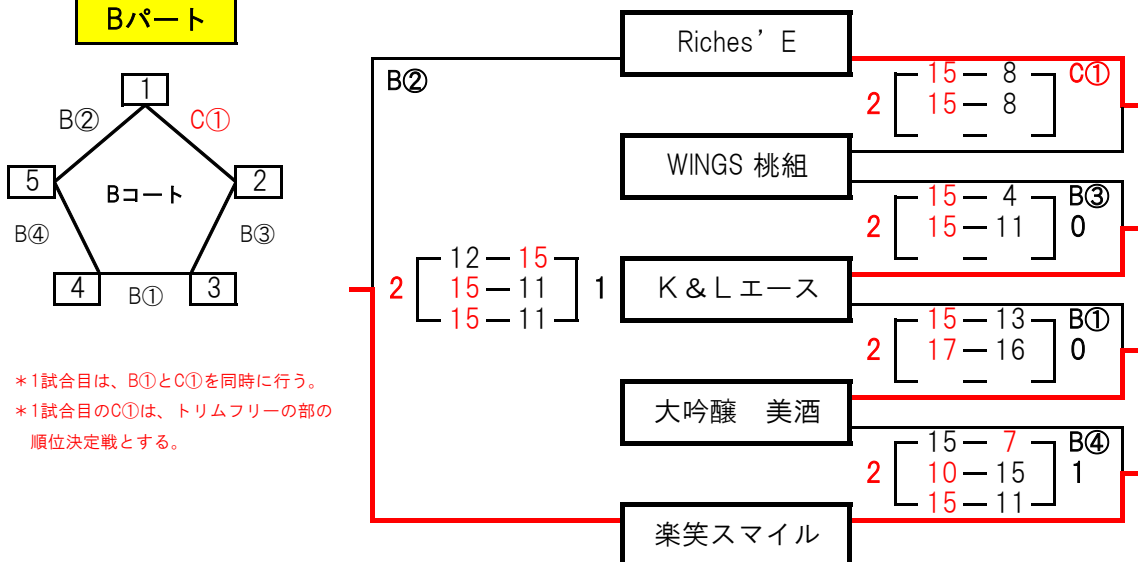 Bパート
1
B②
C①
5
2
Bコート
B④
B③
4
B①
3
＊1試合目は、B①とC①を同時に行う。
＊1試合目のC①は、トリムフリーの部の
順位決定戦とする。
B②
12 — 15
2 15 — 11 1
15 — 11
Riches’E
15 — 8 C①
2 15 — 8
—
WINGS 桃組
15 — 4 B③
2 15 — 11 0
—
K＆Lエース
15 — 13 B①
2 17 — 16 0
—
大吟醸　美酒
15 — 7 B④
2 10 — 15 1
15 — 11
楽笑スマイル